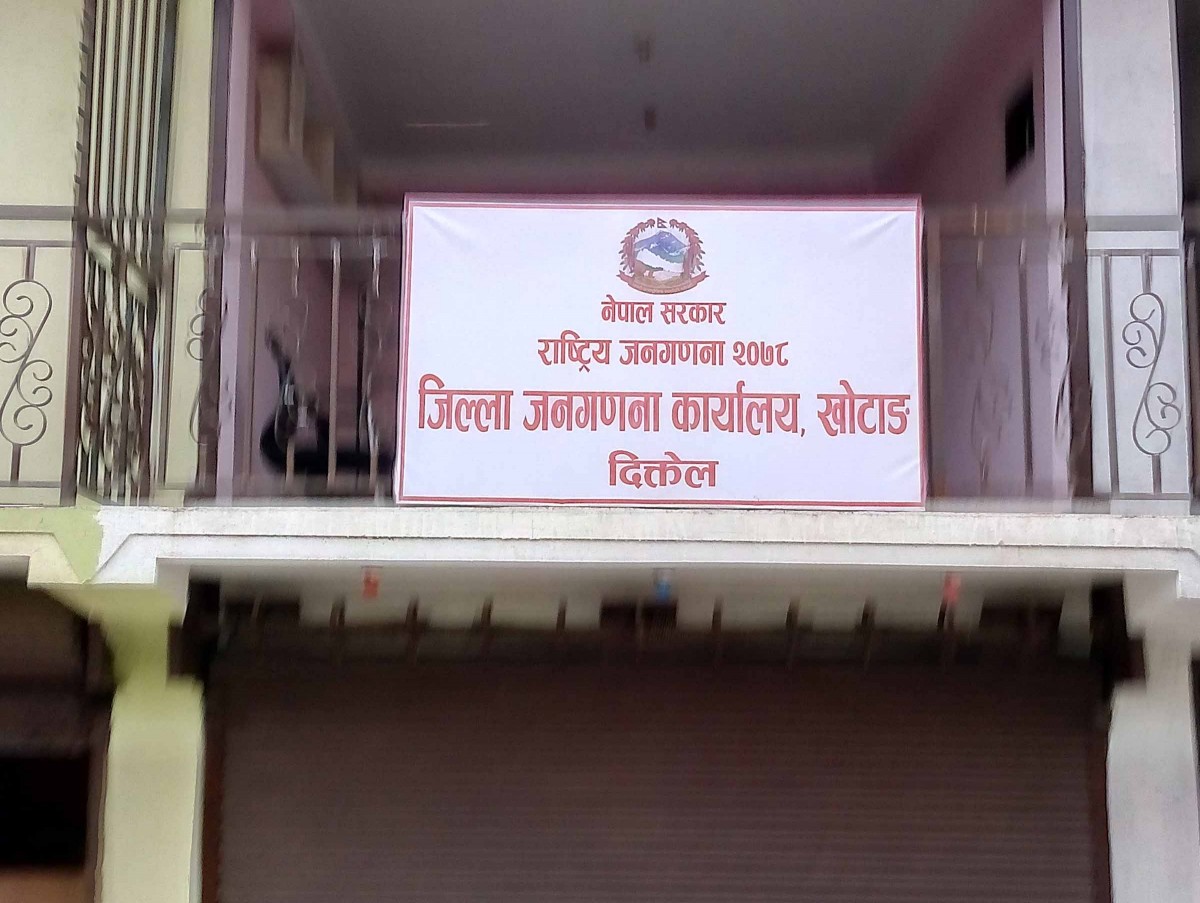 नेपाल सरकार
राष्ट्रिय जनगणना २०७८
जिल्ला जनगणना कार्यालय, खोटाङ
दिक्तेल